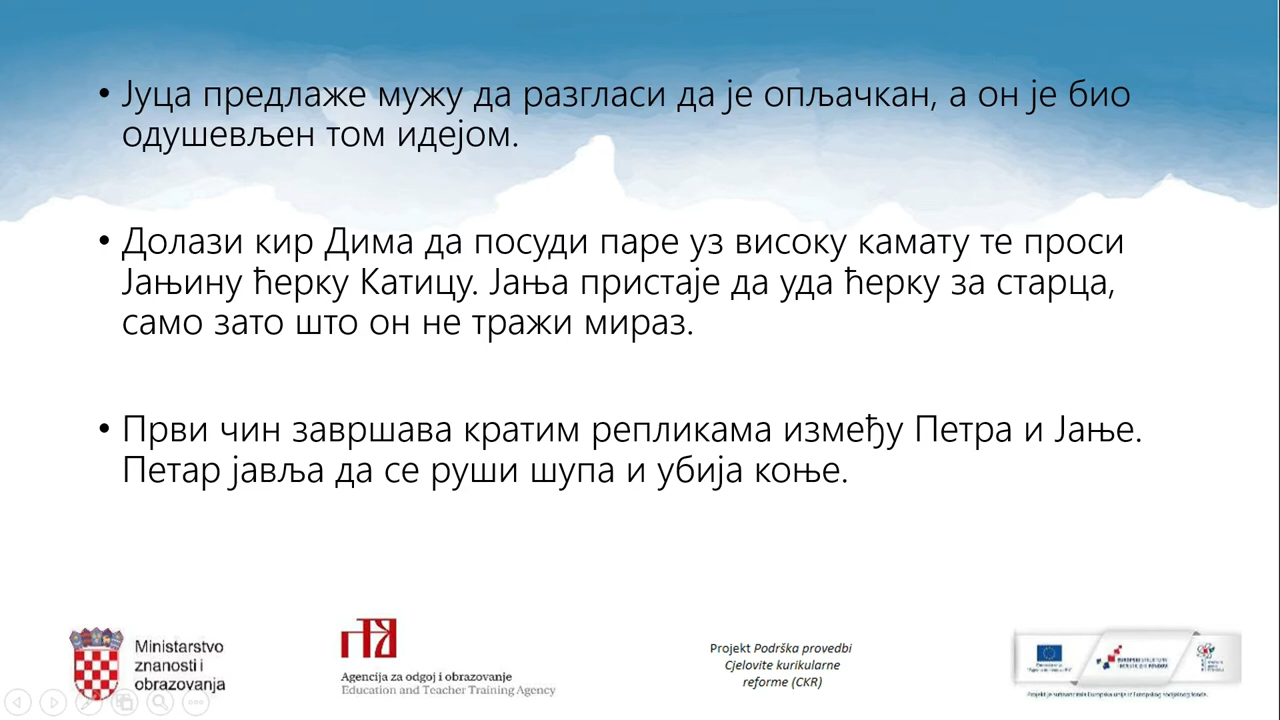 • Јуца предлаже мужу да разгласи да је опљачкан, а он је био
одушевљен том идејом.
• Долази кир Дима да посуди паре уз високу камату те проси
Јањину ћерку Катицу. Јања пристаје да уда ћерку за старца,
само зато што он не тражи мираз.
• Први чин завршава кратим репликама између Петра и Јање.
Петар јавља да се руши шупа и убија коње.
Ministarstvo
znanosti i
obrazovanja
Agencija za odgoj i obrazovanje
Education and Teacher Training Agency
Projekt Podrška provedbi
Cjelovite kurikularne
reforme (CKR)